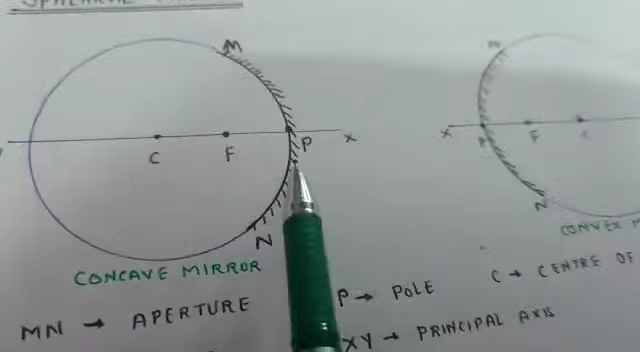 M
M
C F P X
X P F C
N
N
CONCAVE MIRROR
CONVEX M
MN → APERTURE
P → POLE
C → CENTRE OF
XY → PRINCIPAL AXIS